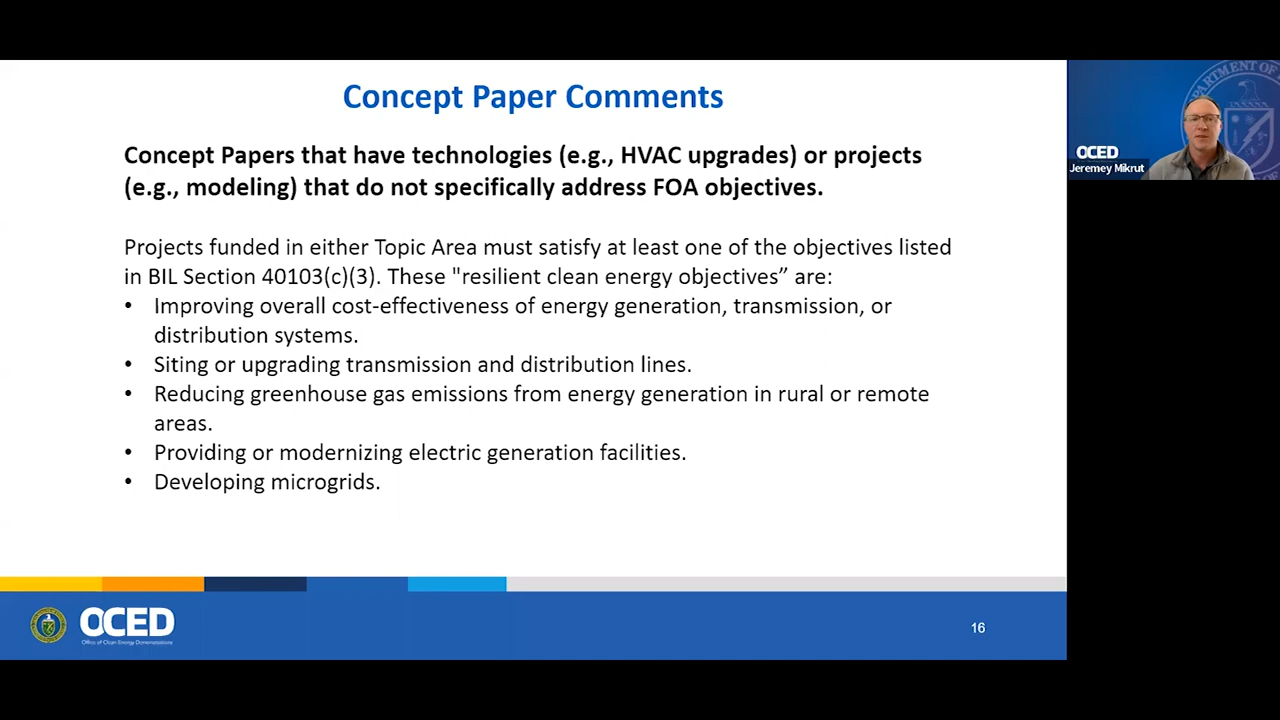 Concept Paper Comments
Concept Papers that have technologies (e.g., HVAC upgrades) or projects
(e.g., modeling) that do not specifically address FOA objectives.
Projects funded in either Topic Area must satisfy at least one of the objectives listed
in BIL Section 40103(c)(3). These "resilient clean energy objectives” are:
• Improving overall cost-effectiveness of energy generation, transmission, or
distribution systems.
• Siting or upgrading transmission and distribution lines.
• Reducing greenhouse gas emissions from energy generation in rural or remote
areas.
• Providing or modernizing electric generation facilities.
• Developing microgrids.
OCED
Office of Clean Energy Demonstrations
16
OCED
Jeremey Mikrut